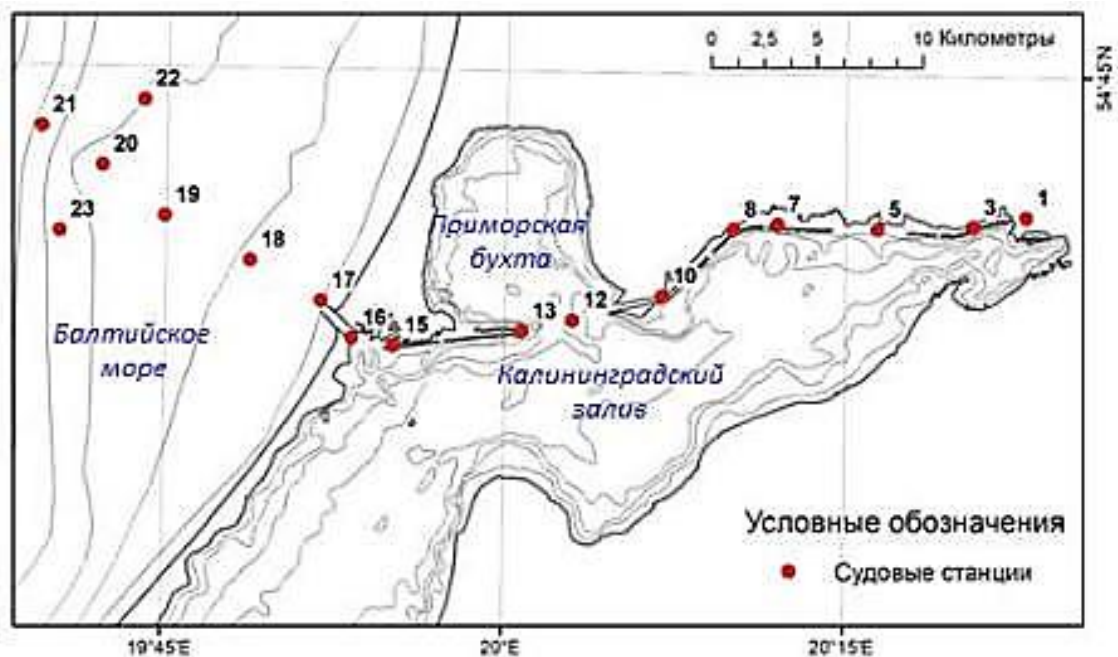 0 2,5 5 10 Километры
54°45'N
22
21
20
19
23
18
17
16
15
13
12
10
8
7
5
3
1
Приморская
бухта
Балтийское
море
Калининградский
залив
Условные обозначения
Судовые станции
19°45'E
20°E
20°15'E